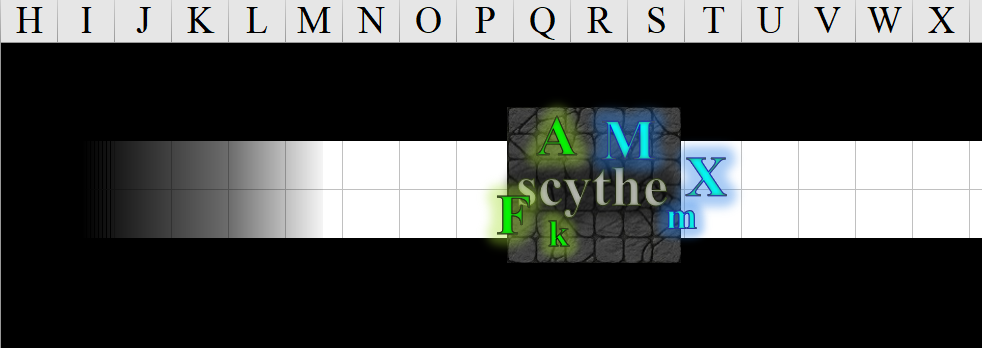 H I J K L M N O P Q R S T U V W X
A M
scythe X
F m
k